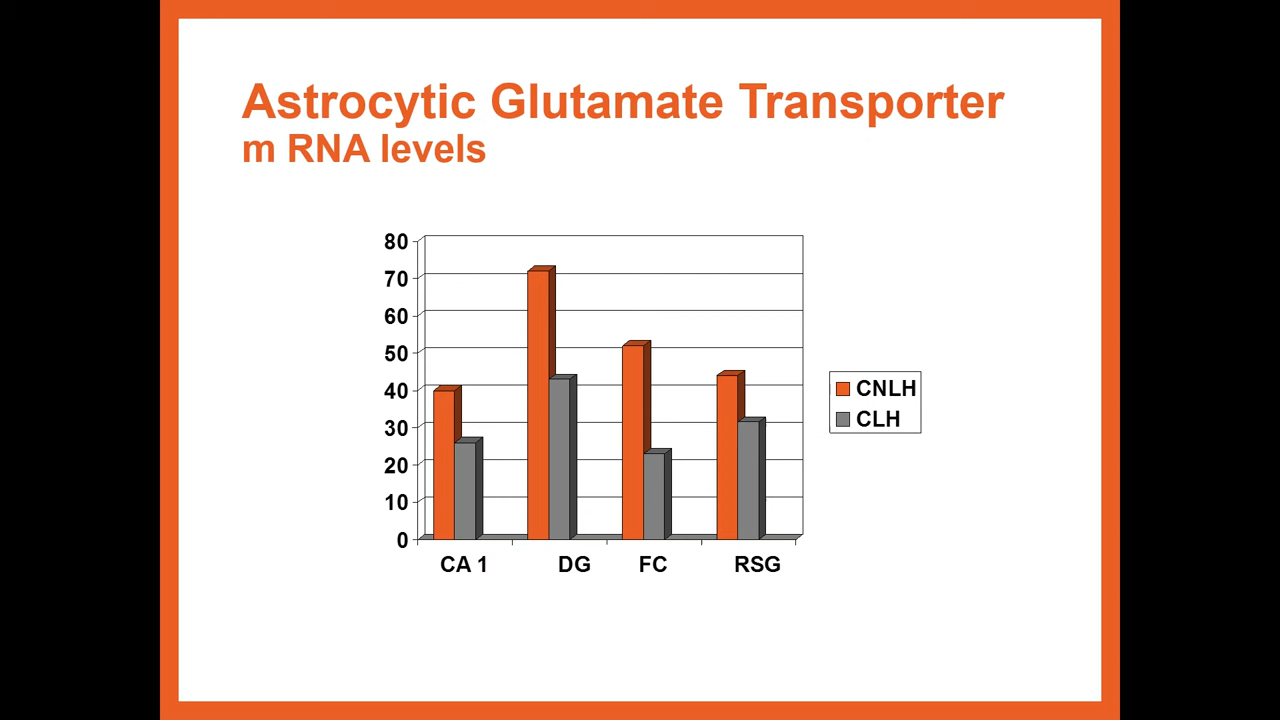 Astrocytic Glutamate Transporter
m RNA levels
80
70
60
50
40
30
20
10
0
CA 1 DG FC RSG
CNLH
CLH